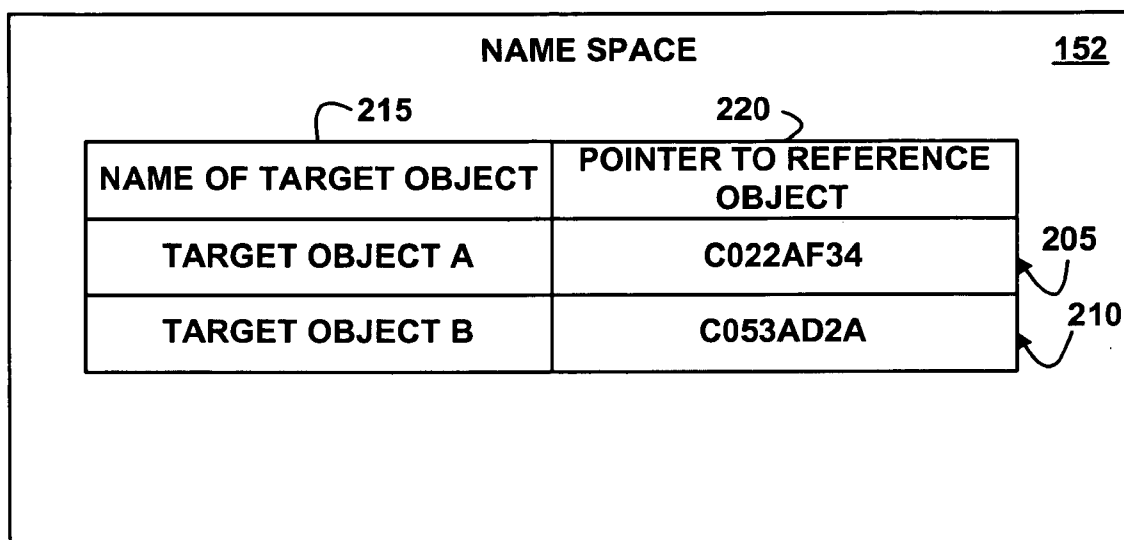 NAME SPACE
152
215
220
NAME OF TARGET OBJECT
POINTER TO REFERENCE
OBJECT
TARGET OBJECT A
C022AF34
205
TARGET OBJECT B
C053AD2A
210